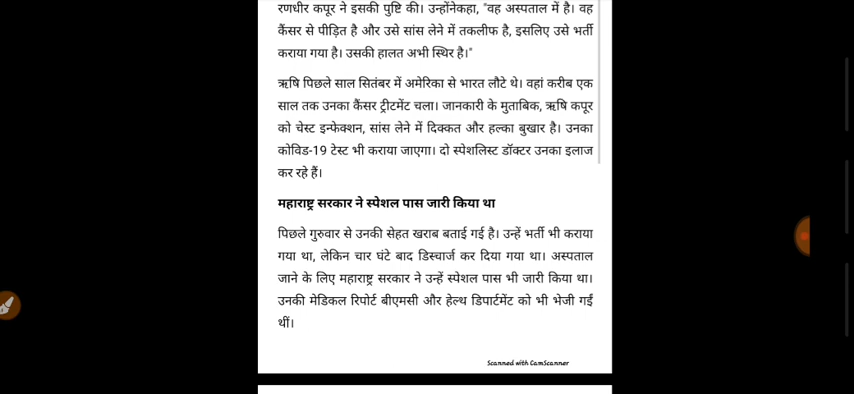 रणधीर कपूर ने इसकी पुष्टि की। उन्होंनेकहा, "वह अस्पताल में है। वह
कैंसर से पीड़ित है और उसे सांस लेने में तकलीफ है, इसलिए उसे भर्ती
कराया गया है। उसकी हालत अभी स्थिर है।"
ऋषि पिछले साल सितंबर में अमेरिका से भारत लौटे थे। वहां करीब एक
साल तक उनका कैंसर ट्रीटमेंट चला। जानकारी के मुताबिक, ऋषि कपूर
को चेस्ट इन्फेक्शन, सांस लेने में दिक्कत और हल्का बुखार है। उनका
कोविड-19 टेस्ट भी कराया जाएगा। दो स्पेशलिस्ट डॉक्टर उनका इलाज
कर रहे हैं।
महाराष्ट्र सरकार ने स्पेशल पास जारी किया था
पिछले गुरुवार से उनकी सेहत खराब बताई गई है। उन्हें भर्ती भी कराया
गया था, लेकिन चार घंटे बाद डिस्चार्ज कर दिया गया था। अस्पताल
जाने के लिए महाराष्ट्र सरकार ने उन्हें स्पेशल पास भी जारी किया था।
उनकी मेडिकल रिपोर्ट बीएमसी और हेल्थ डिपार्टमेंट को भी भेजी गईं
थीं।
Scanned with CamScanner